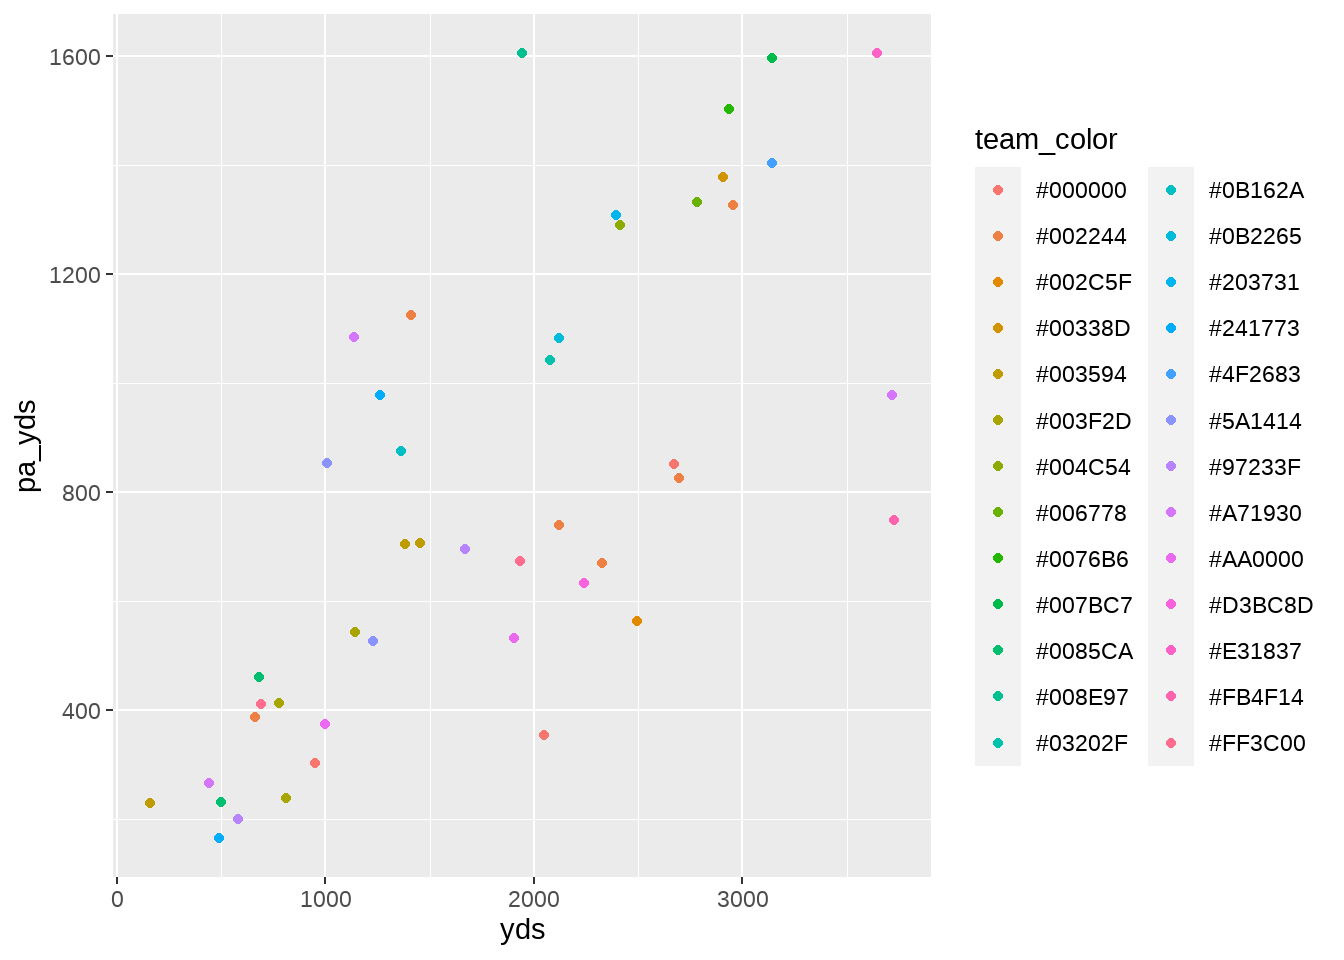 1600
1200
800
400
pa_yds
0 1000 2000 3000
yds
team_color
#000000
#002244
#002C5F
#00338D
#003594
#003F2D
#004C54
#006778
#0076B6
#007BC7
#0085CA
#008E97
#03202F
#0B162A
#0B2265
#203731
#241773
#4F2683
#5A1414
#97233F
#A71930
#AA0000
#D3BC8D
#E31837
#FB4F14
#FF3C00